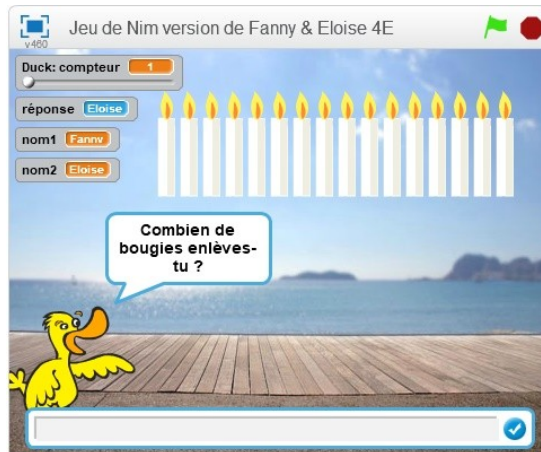 Jeu de Nim version de Fanny & Eloise 4E
v460
Duck: compteur 1
réponse Eloise
nom1 Fanny
nom2 Eloise
Combien de
bougies enlèves-
tu ?